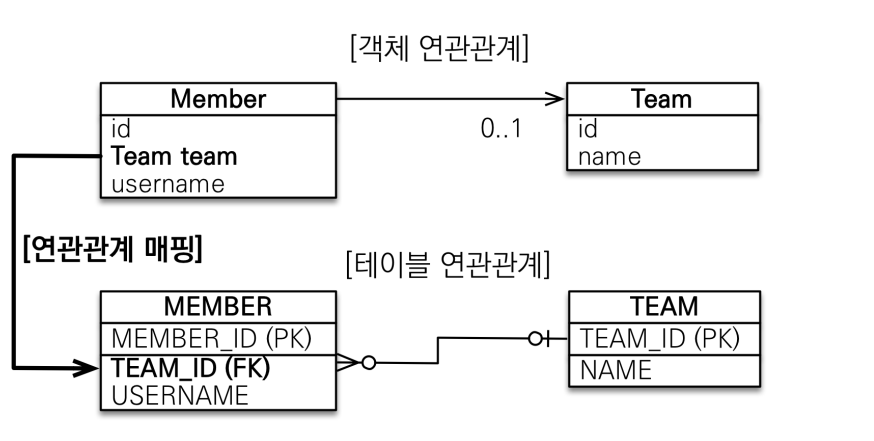 [객체 연관관계]
Member
id
Team team
username
0..1
Team
id
name
[연관관계 매핑]
[테이블 연관관계]
MEMBER
MEMBER_ID (PK)
TEAM_ID (FK)
USERNAME
TEAM
TEAM_ID (PK)
NAME